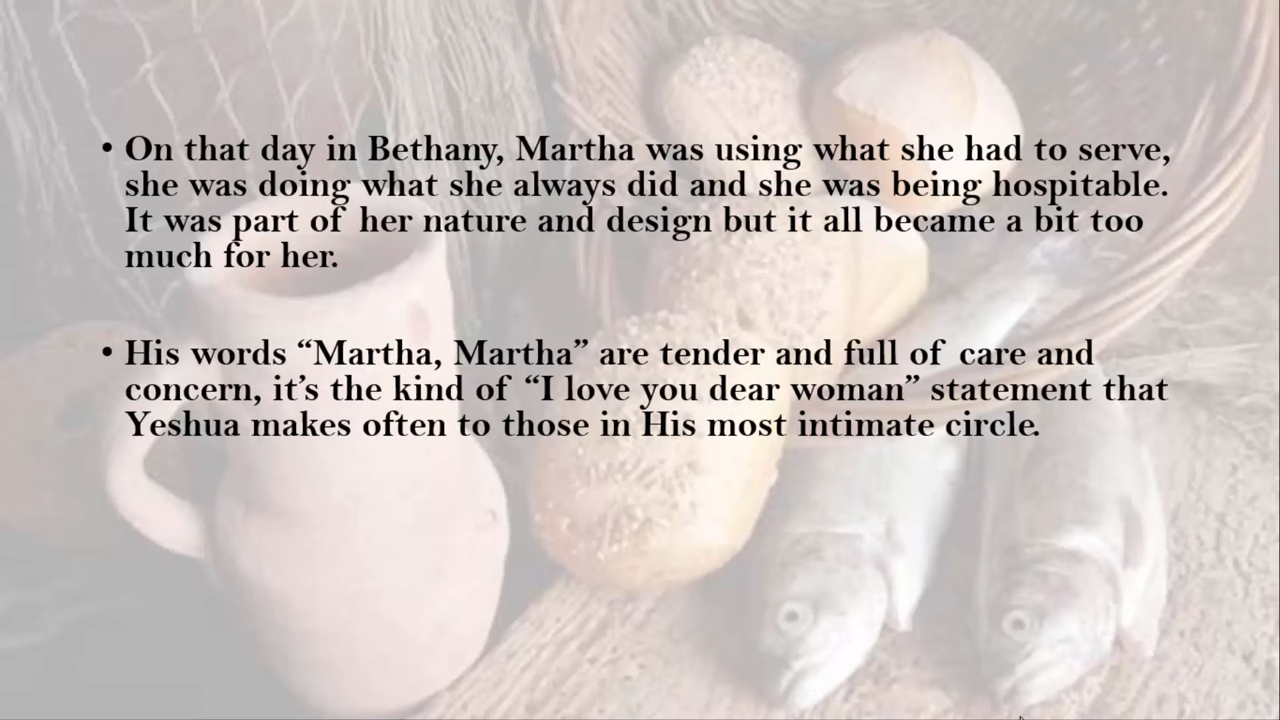 • On that day in Bethany, Martha was using what she had to serve,
she was doing what she always did and she was being hospitable.
It was part of her nature and design but it all became a bit too
much for her.
• His words “Martha, Martha” are tender and full of care and
concern, it’s the kind of “I love you dear woman” statement that
Yeshua makes often to those in His most intimate circle.